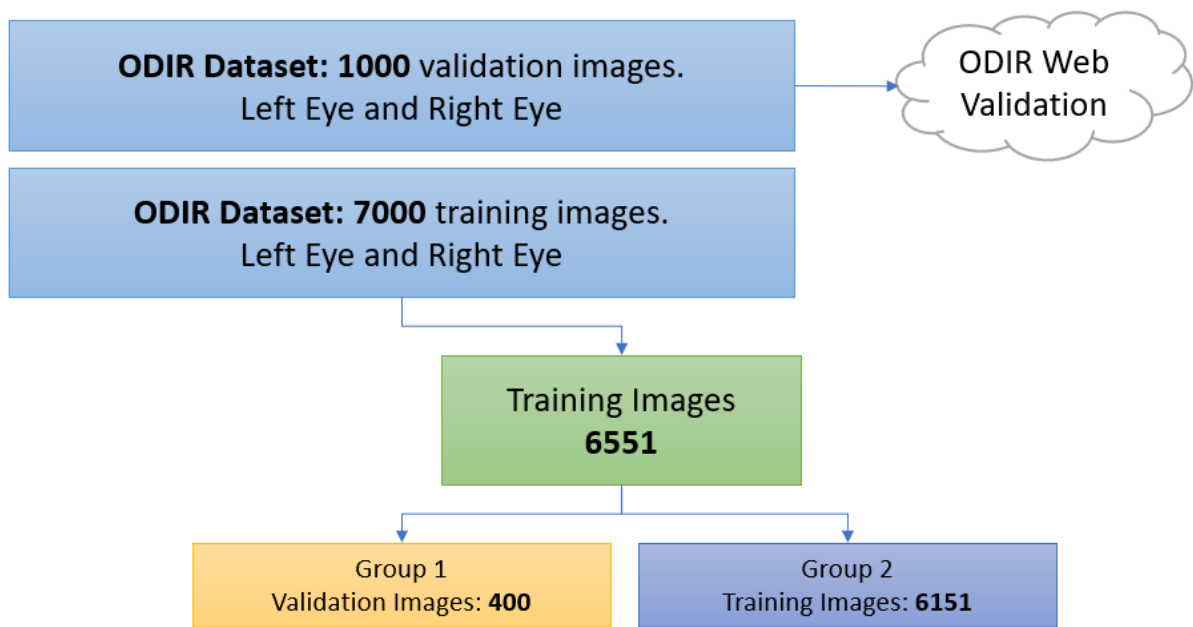 ODIR Dataset: 1000 validation images.
Left Eye and Right Eye
ODIR Web
Validation
ODIR Dataset: 7000 training images.
Left Eye and Right Eye
Training Images
6551
Group 1
Validation Images: 400
Group 2
Training Images: 6151